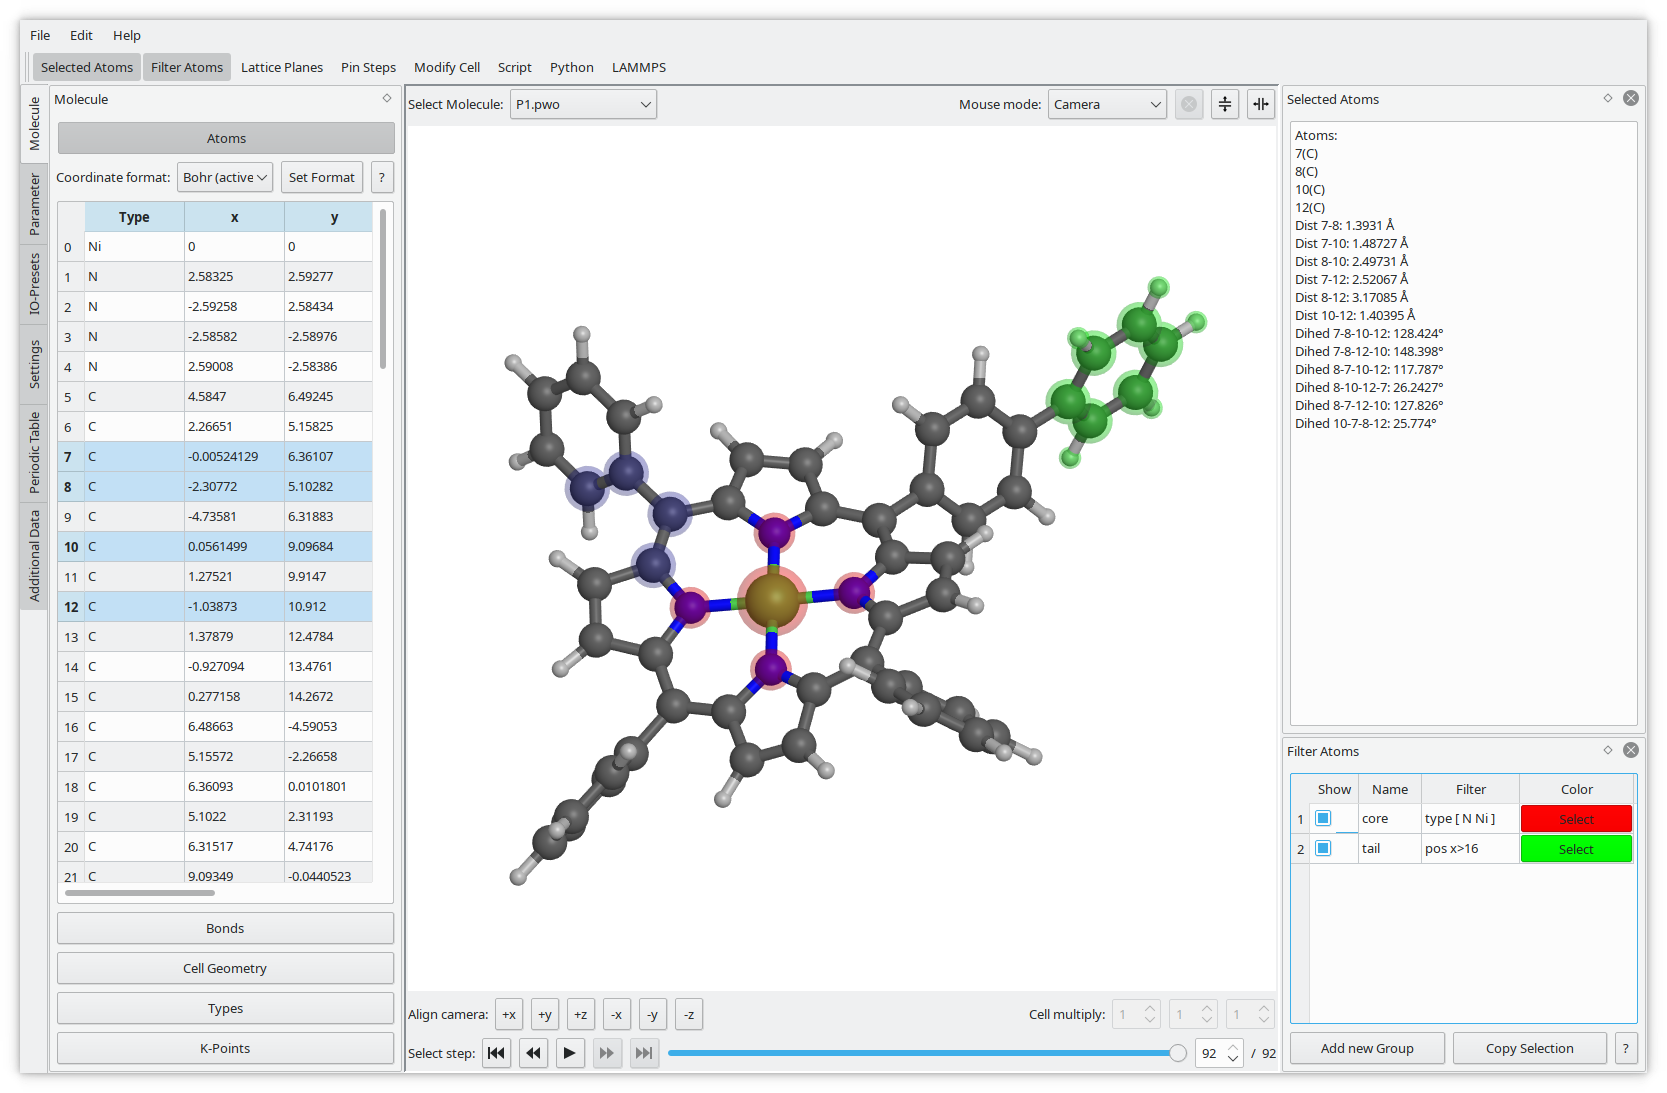 File Edit Help
Selected Atoms Filter Atoms Lattice Planes Pin Steps Modify Cell Script Python LAMMPS
Molecule
Parameter
IO-Presets
Settings
Periodic Table
Additional Data
Molecule
Atoms
Coordinate format: Bohr (active Set Format ?
Type x y
0 Ni 0 0
1 N 2.58325 2.59277
2 N -2.59258 2.58434
3 N -2.58582 -2.58976
4 N 2.59008 -2.58386
5 C 4.5847 6.49245
6 C 2.26651 5.15825
7 C -0.00524129 6.36107
8 C -2.30772 5.10282
9 C -4.73581 6.31883
10 C 0.0561499 9.09684
11 C 1.27521 9.9147
12 C -1.03873 10.912
13 C 1.37879 12.4784
14 C -0.927094 13.4761
15 C 0.277158 14.2672
16 C 6.48663 -4.59053
17 C 5.15572 -2.26658
18 C 6.36093 0.0101801
19 C 5.1022 2.31193
20 C 6.31517 4.74176
21 C 9.09349 -0.0440523
Bonds
Cell Geometry
Types
K-Points
Select Molecule: P1.pwo Mouse mode: Camera
Align camera: +x +y +z -x -y -z Cell multiply: 1 1 1
Select step: 92 / 92
Selected Atoms
Atoms:
7(C)
8(C)
10(C)
12(C)
Dist 7-8: 1.3931 Å
Dist 7-10: 1.48727 Å
Dist 8-10: 2.49731 Å
Dist 7-12: 2.52067 Å
Dist 8-12: 3.17085 Å
Dist 10-12: 1.40395 Å
Dihed 7-8-10-12: 128.424°
Dihed 7-8-12-10: 148.398°
Dihed 8-7-10-12: 117.787°
Dihed 8-10-12-7: 26.2427°
Dihed 8-7-12-10: 127.826°
Dihed 10-7-8-12: 25.774°
Filter Atoms
Show Name Filter Color
1 core type [ N Ni ] Select
2 tail pos x>16 Select
Add new Group Copy Selection ?